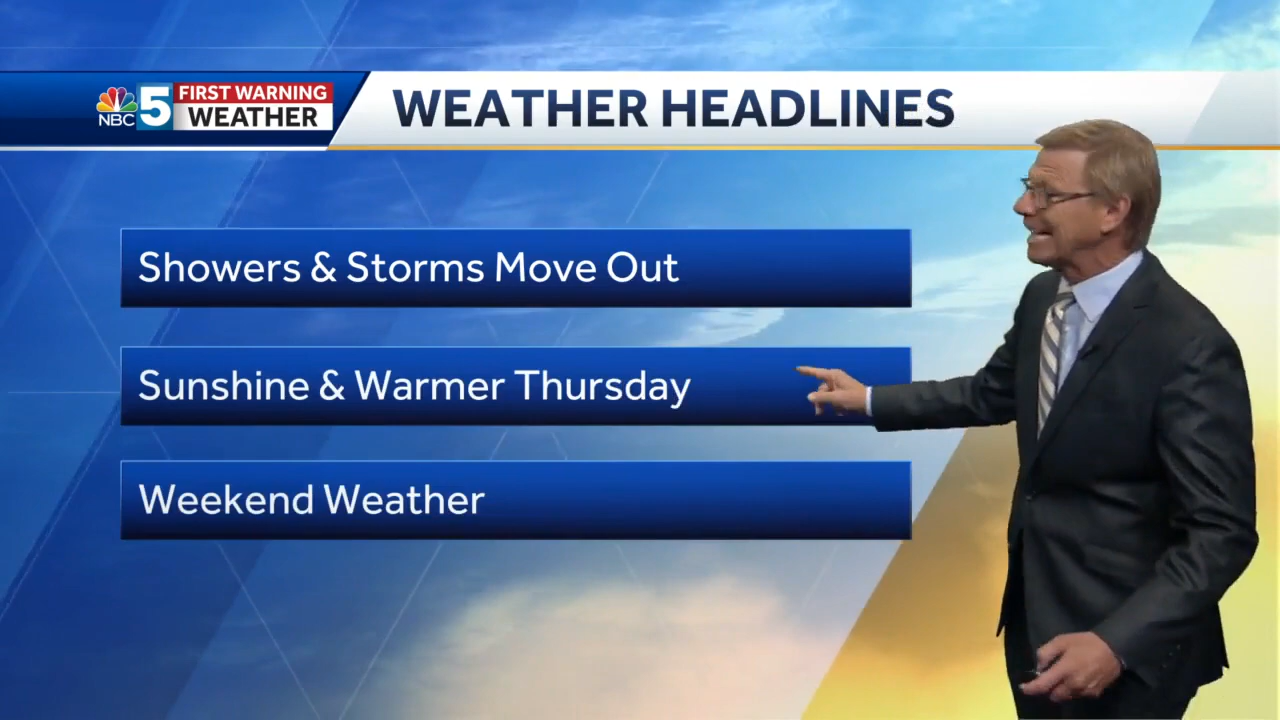 NBC 5 FIRST WARNING
WEATHER
WEATHER HEADLINES
Showers & Storms Move Out
Sunshine & Warmer Thursday
Weekend Weather